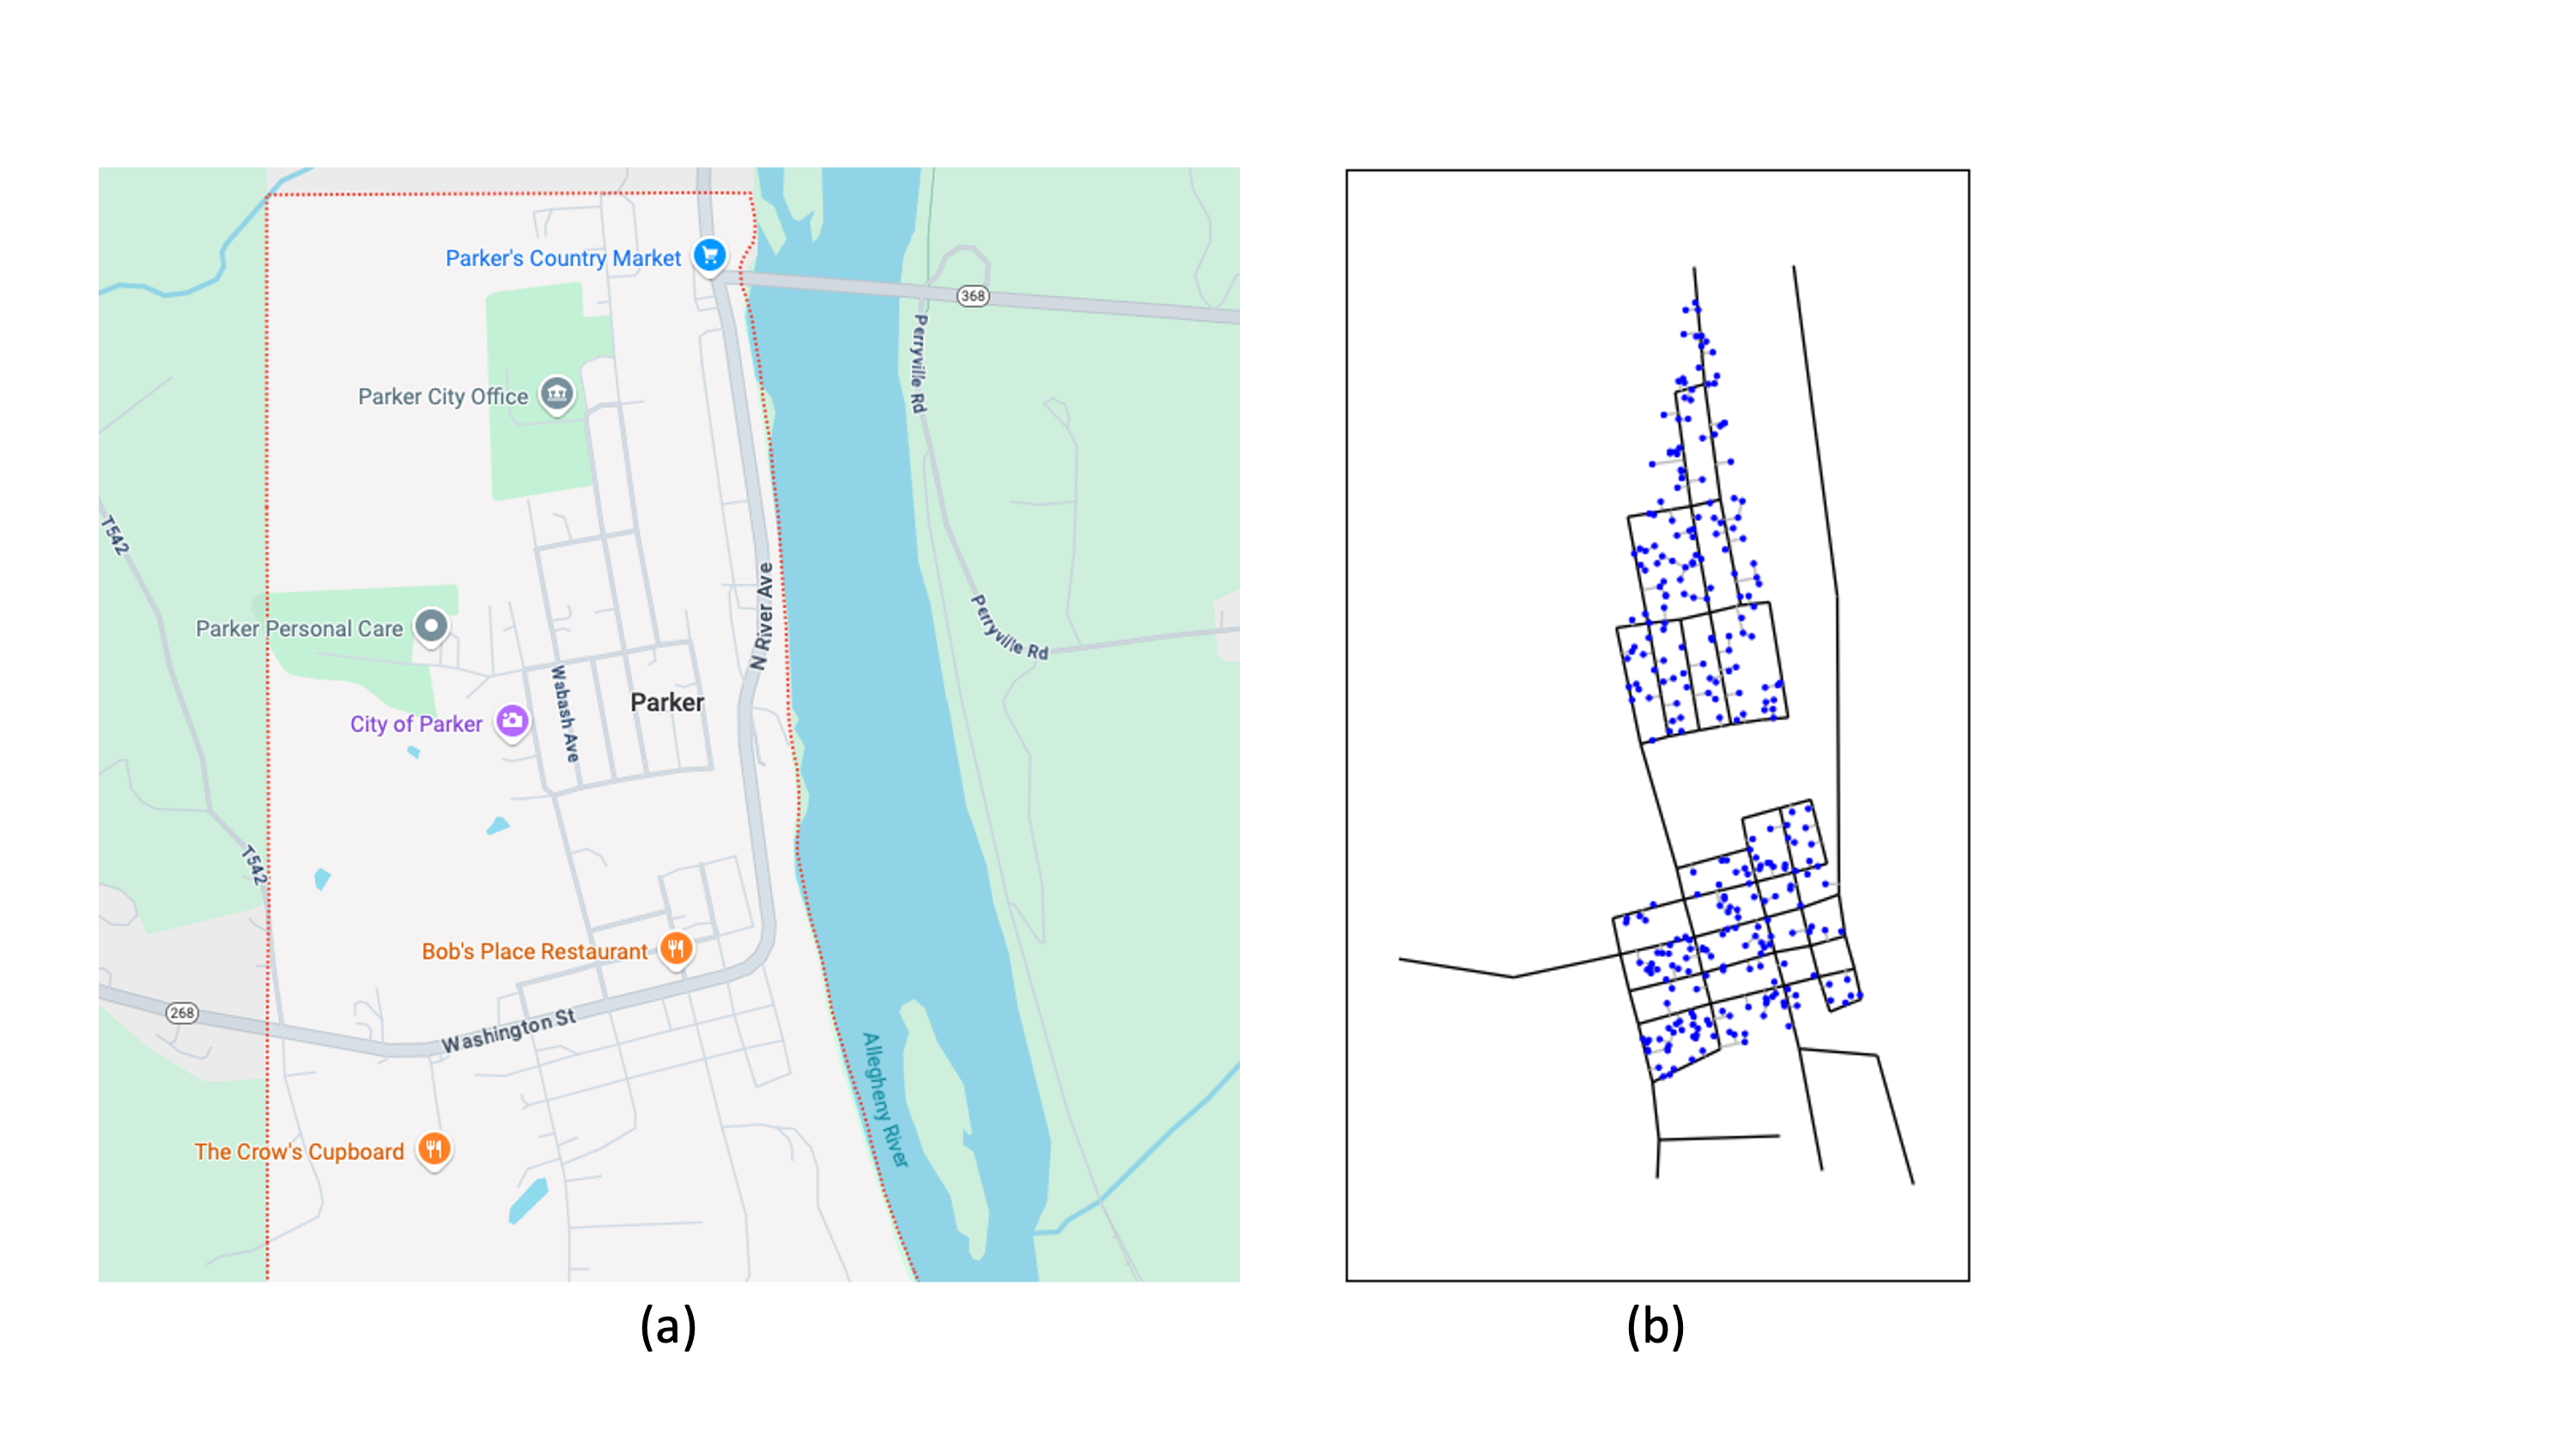 Parker's Country Market
368
Parker City Office
Perryville Rd
T542
N River Ave
Perryville Rd
Parker Personal Care
Wabash Ave
Parker
City of Parker
T542
Bob's Place Restaurant
268
Washington St
Allegheny River
The Crow's Cupboard
(a)
(b)